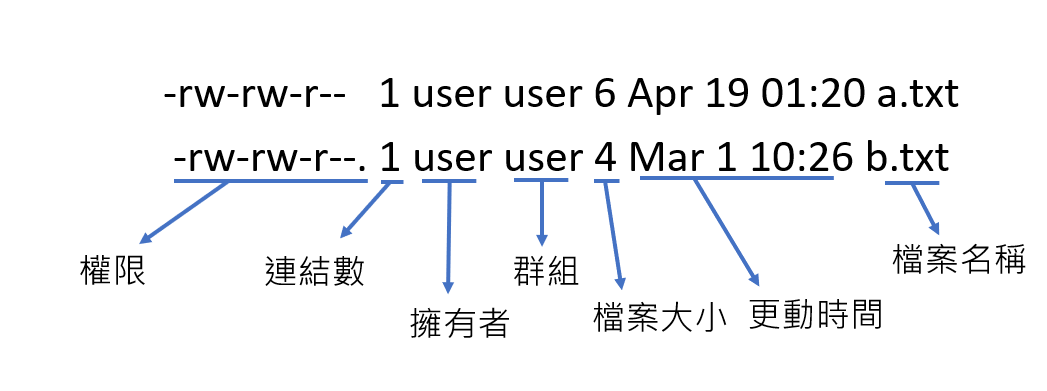 -rw-rw-r-- 1 user user 6 Apr 19 01:20 a.txt
-rw-rw-r--. 1 user user 4 Mar 1 10:26 b.txt
權限
連結數
擁有者
群組
檔案大小
更動時間
檔案名稱